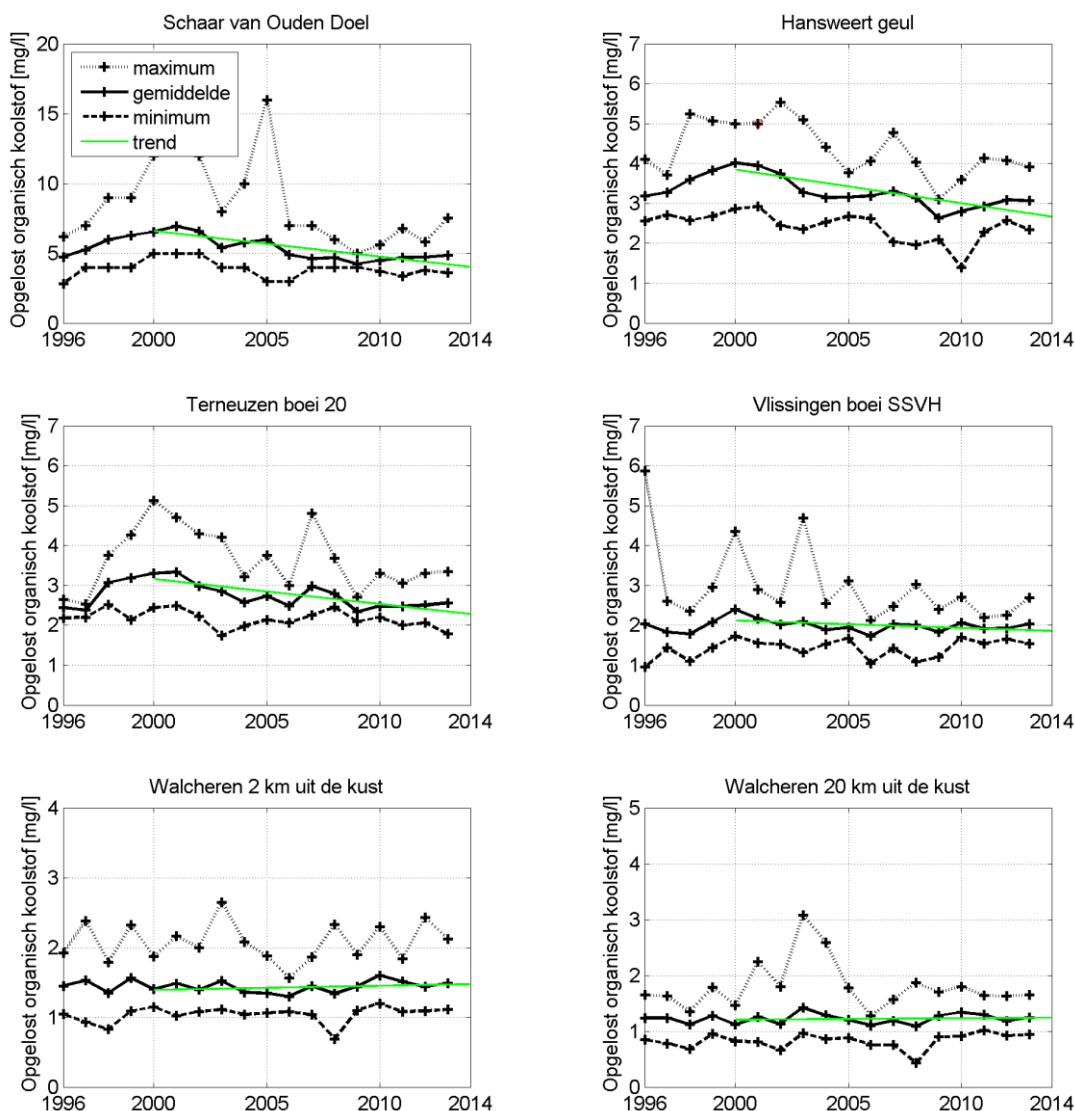 Schaar van Ouden Doel
Opgelost organisch koolstof [mg/l]
20
15
10
5
0
maximum
gemiddelde
minimum
trend
1996 2000 2005 2010 2014
Hansweert geul
Opgelost organisch koolstof [mg/l]
7
6
5
4
3
2
1
0
1996 2000 2005 2010 2014
Terneuzen boei 20
Opgelost organisch koolstof [mg/l]
7
6
5
4
3
2
1
0
1996 2000 2005 2010 2014
Vlissingen boei SSVH
Opgelost organisch koolstof [mg/l]
7
6
5
4
3
2
1
0
1996 2000 2005 2010 2014
Walcheren 2 km uit de kust
Opgelost organisch koolstof [mg/l]
4
3
2
1
0
1996 2000 2005 2010 2014
Walcheren 20 km uit de kust
Opgelost organisch koolstof [mg/l]
5
4
3
2
1
0
1996 2000 2005 2010 2014